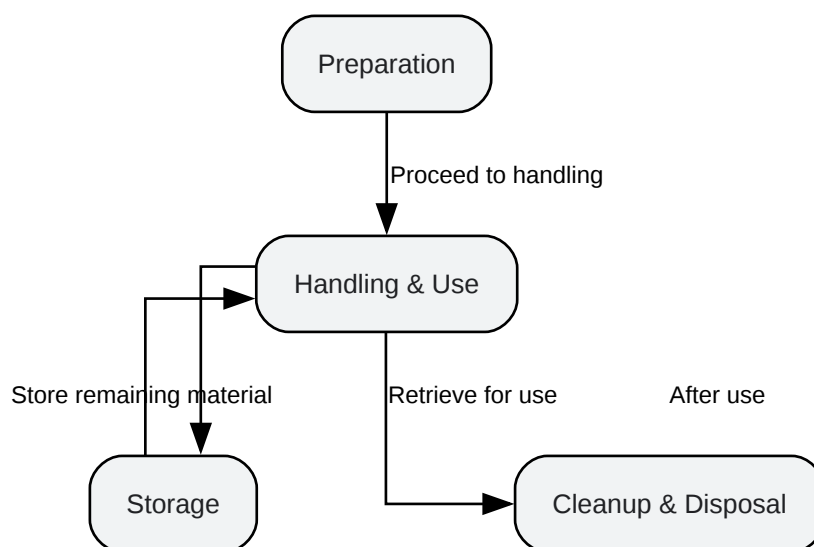 Preparation
Proceed to handling
Handling & Use
Store remaining material
Retrieve for use
After use
Storage
Cleanup & Disposal